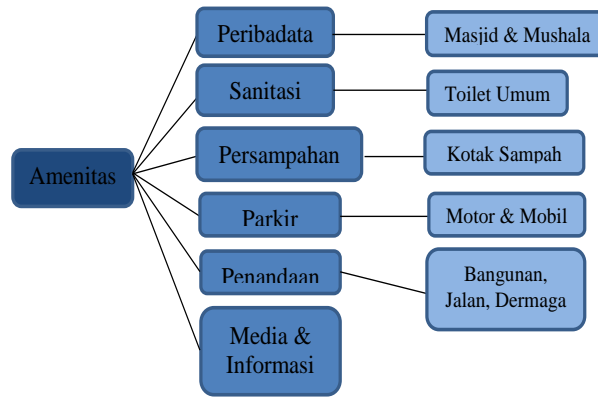 Amenitas
Peribadata
Masjid & Mushala
Sanitasi
Toilet Umum
Persampahan
Kotak Sampah
Parkir
Motor & Mobil
Penandaan
Bangunan,
Jalan, Dermaga
Media &
Informasi